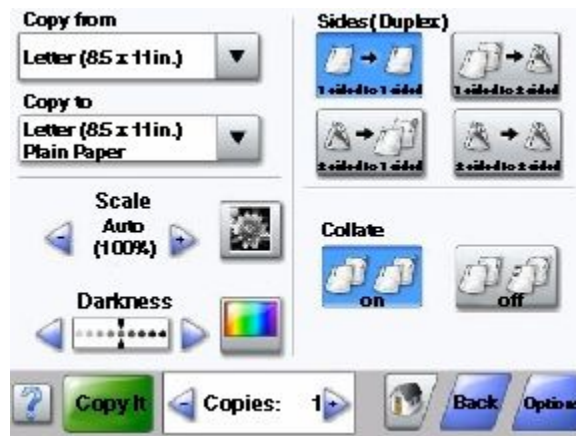 Copy from
Letter (8.5 x 11 in.)
Copy to
Letter (8.5 x 11 in.)
Plain Paper
Scale
Auto
(100%)
Darkness
Sides (Duplex)
1 sided to 1 sided
1 sided to 2 sided
2 sided to 1 sided
2 sided to 2 sided
Collate
on
off
?
Copy It
Copies: 1
Back
Options